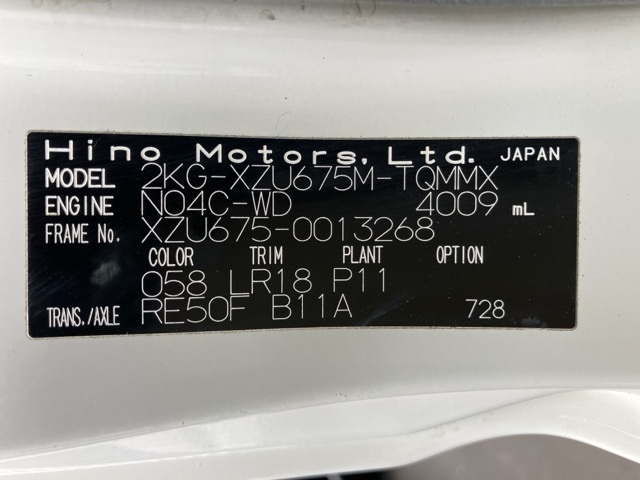 Hino Motors, Ltd. JAPAN
MODEL 2KG-XZU675M-TQMMX
ENGINE N04C-WD 4009 mL
FRAME No. XZU675-0013268
COLOR TRIM PLANT OPTION
058 LR18 P11
TRANS./AXLE RE50F B11A 728